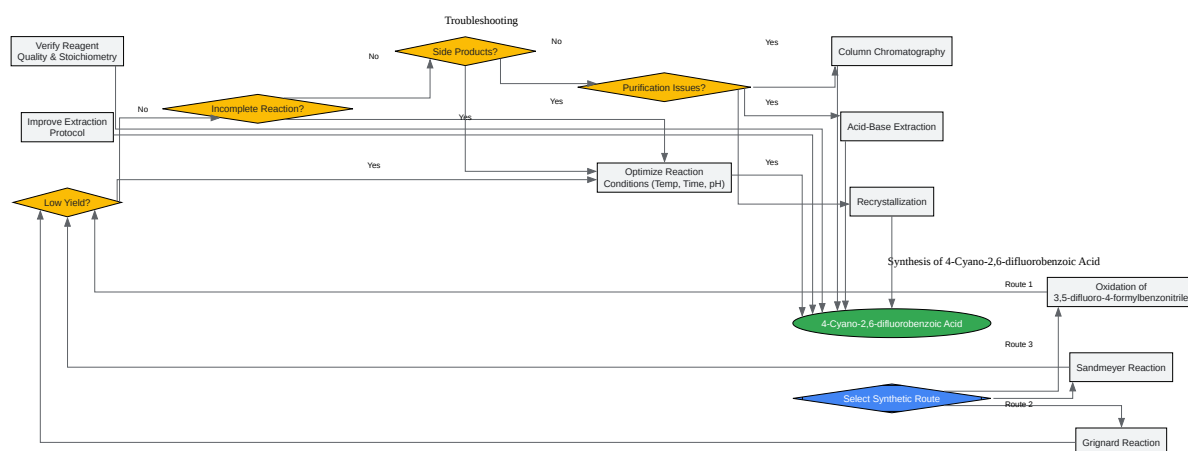 Troubleshooting
Verify Reagent
Quality & Stoichiometry
No
Side Products?
No
Yes
Column Chromatography
Purification Issues?
No
Incomplete Reaction?
Yes
Yes
Yes
Improve Extraction
Protocol
Acid-Base Extraction
Yes
Optimize Reaction
Conditions (Temp, Time, pH)
Yes
Low Yield?
Recrystallization
Synthesis of 4-Cyano-2,6-difluorobenzoic Acid
Route 1
Oxidation of
3,5-difluoro-4-formylbenzonitrile
4-Cyano-2,6-difluorobenzoic Acid
Route 3
Sandmeyer Reaction
Select Synthetic Route
Route 2
Grignard Reaction